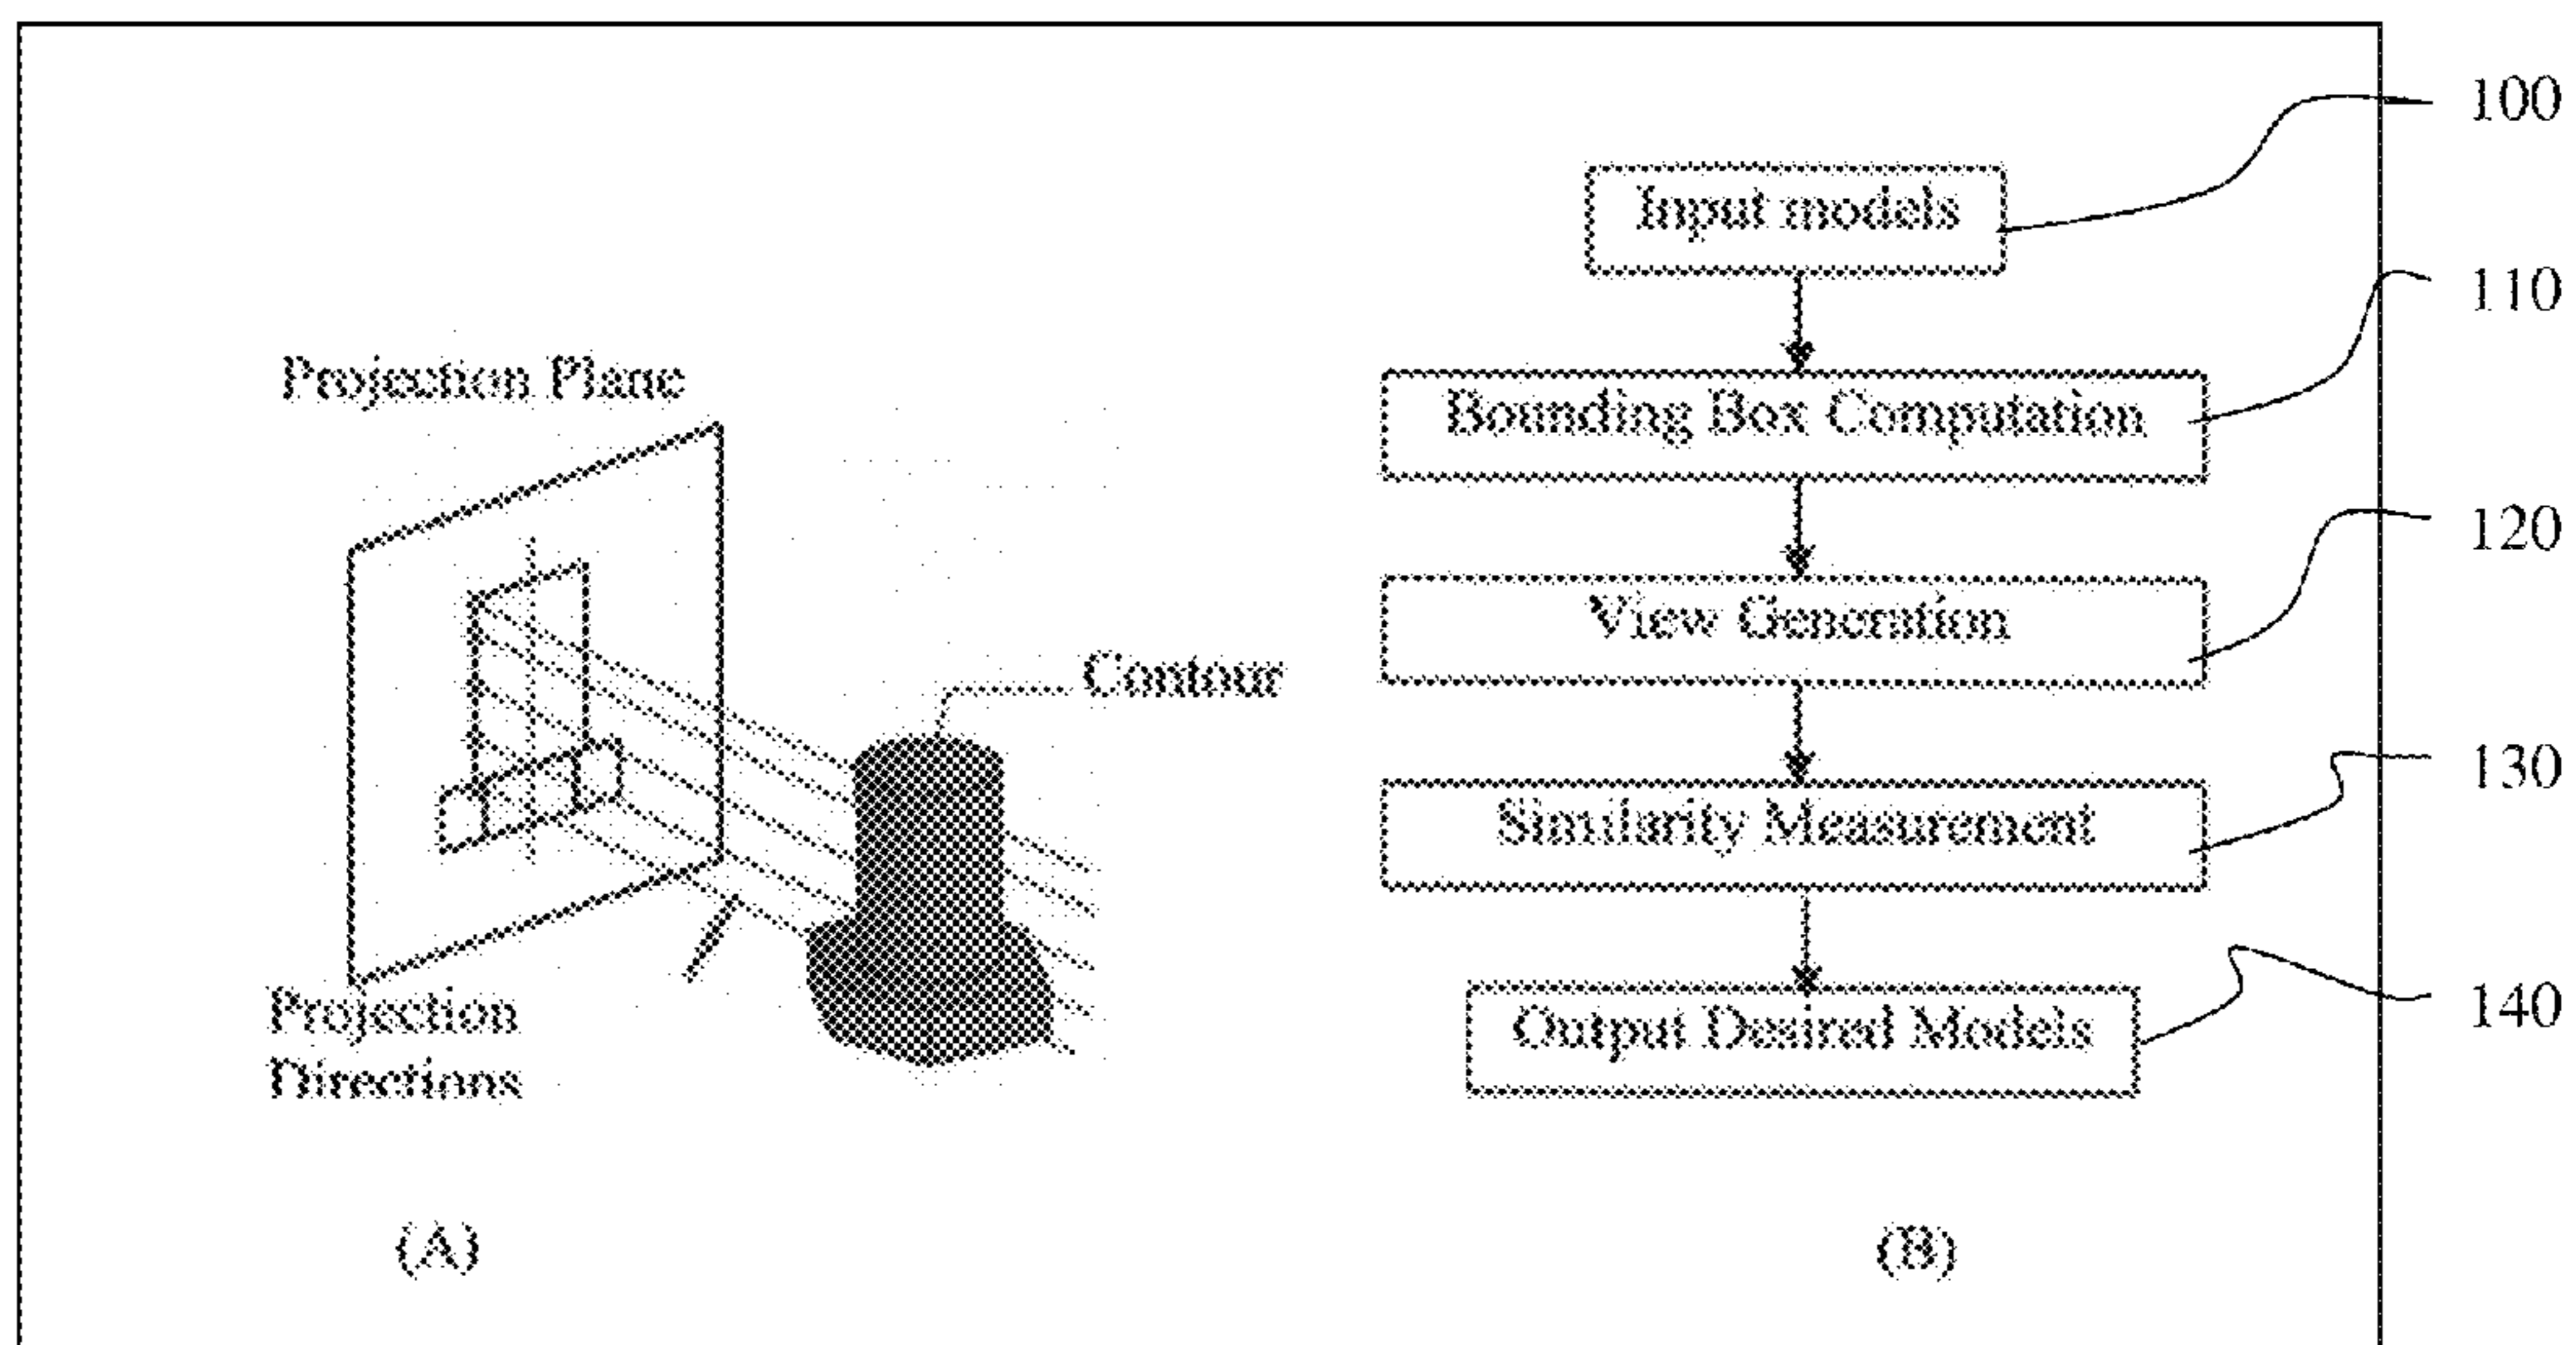 Projection Plane
Contour
Projection
Directions
(A)
Input models
Bounding Box Computation
View Generation
Similarity Measurement
Output Desired Models
(B)
100
110
120
130
140